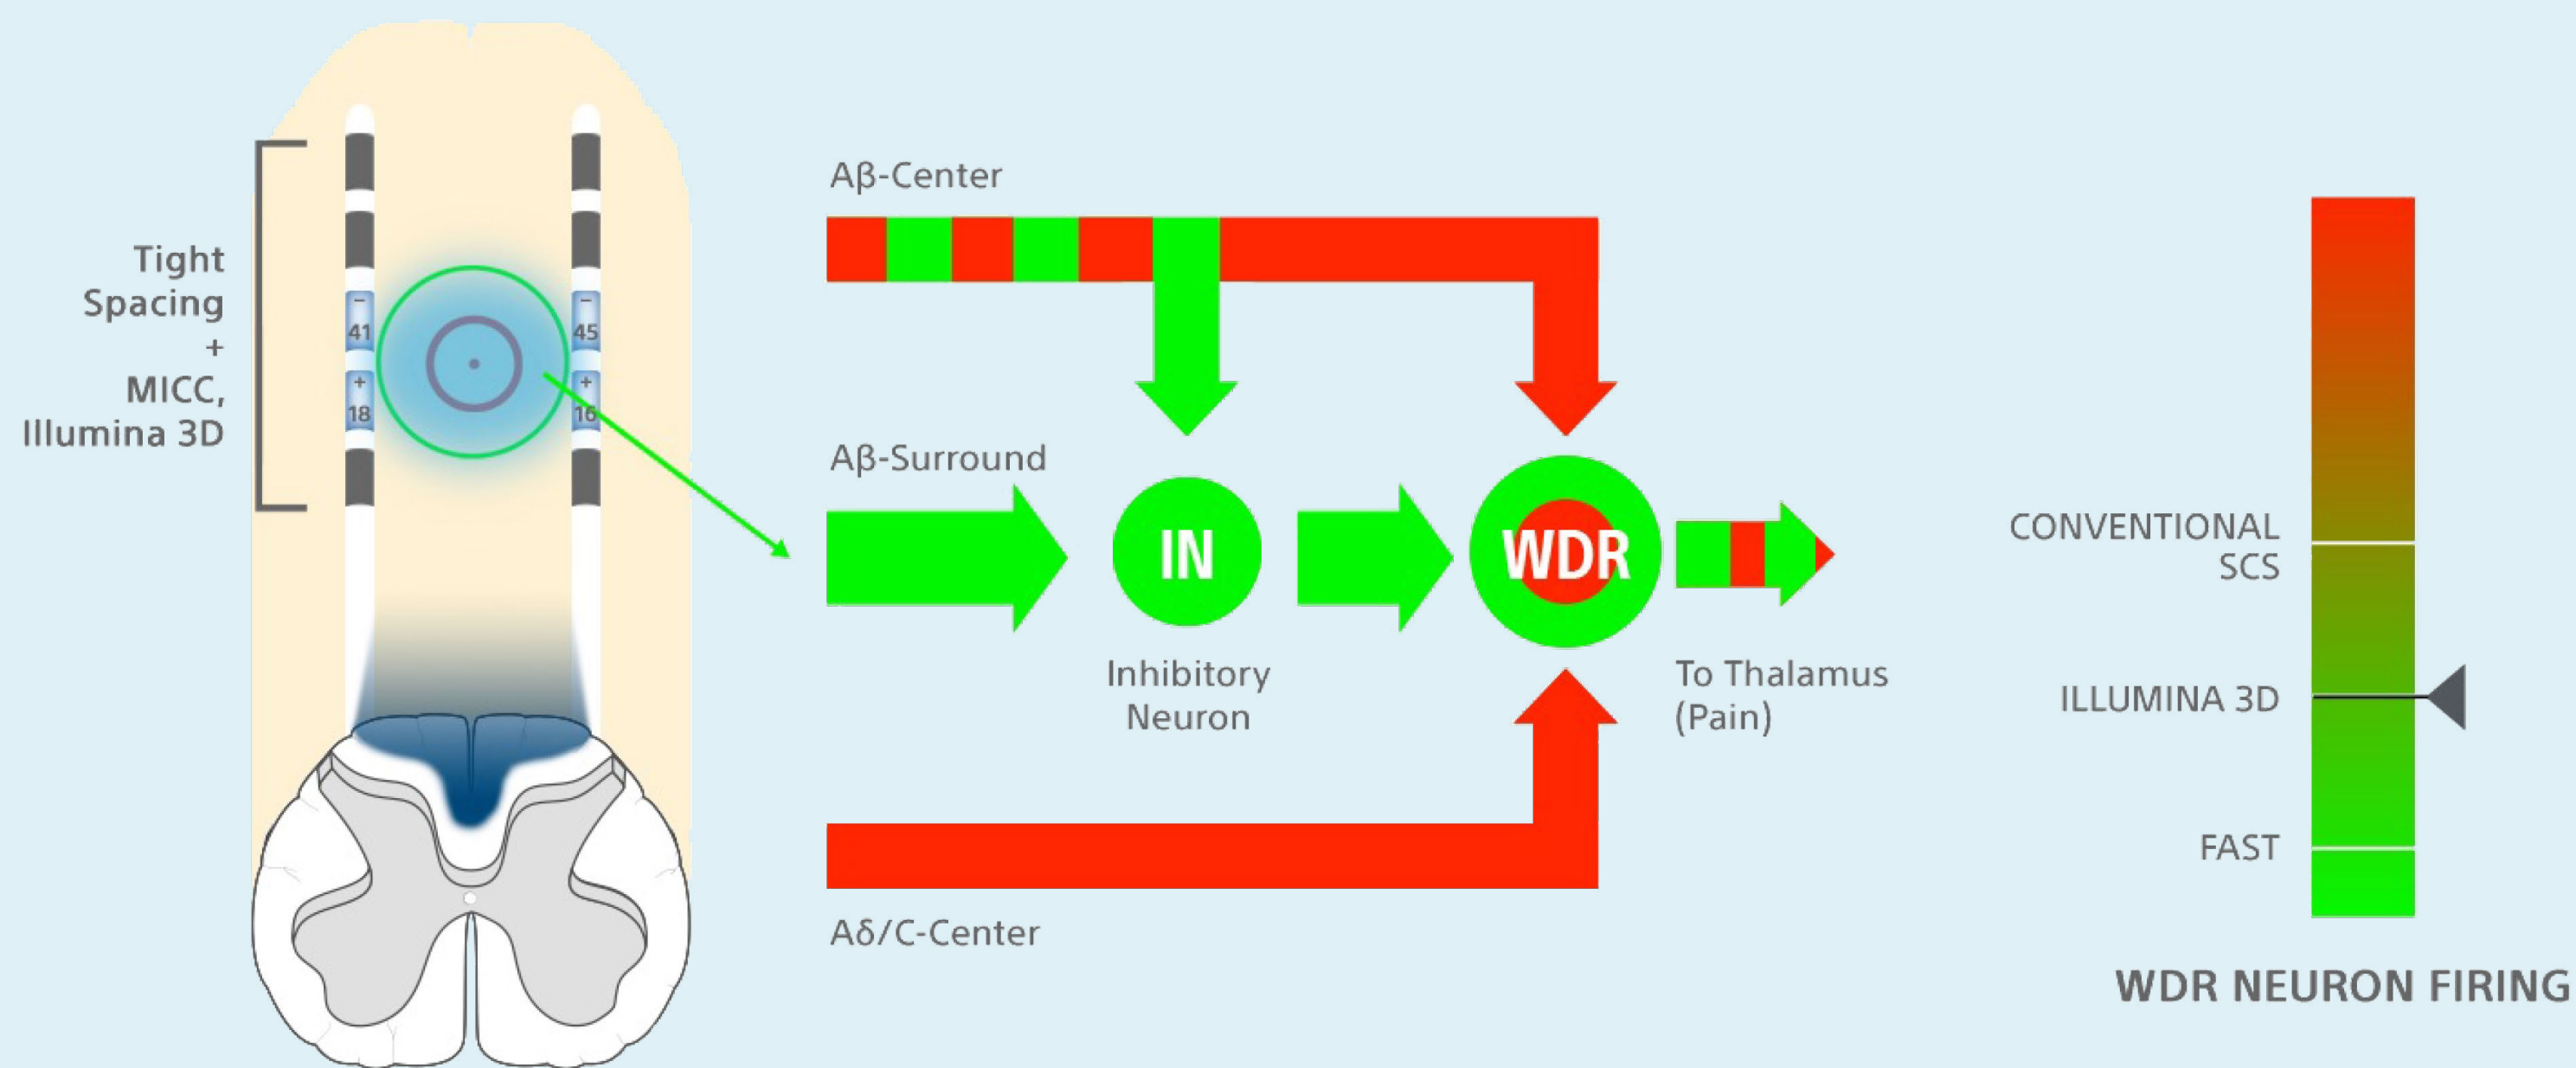 Tight
Spacing
+
MICC,
Illumina 3D
−
41
+
18
−
45
+
16
Aβ-Center
Aβ-Surround
IN
Inhibitory
Neuron
WDR
To Thalamus
(Pain)
Aδ/C-Center
CONVENTIONAL
SCS
ILLUMINA 3D
FAST
WDR NEURON FIRING